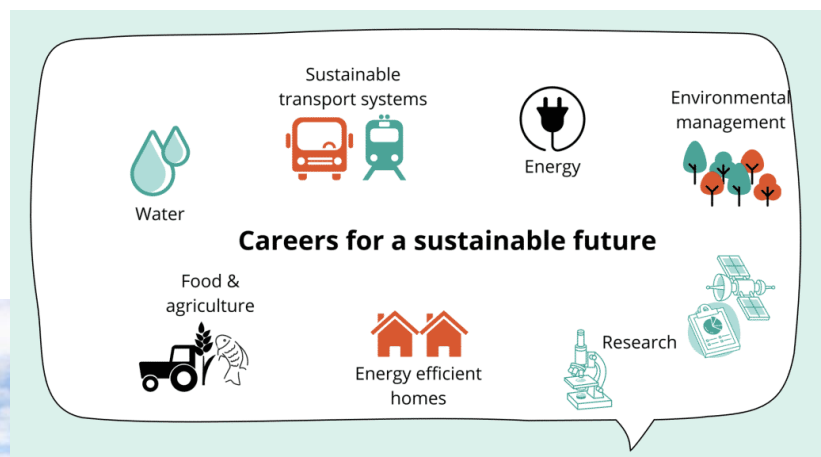 Sustainable
transport systems
Environmental
management
Energy
Water
Careers for a sustainable future
Food &
agriculture
Research
Energy efficient
homes